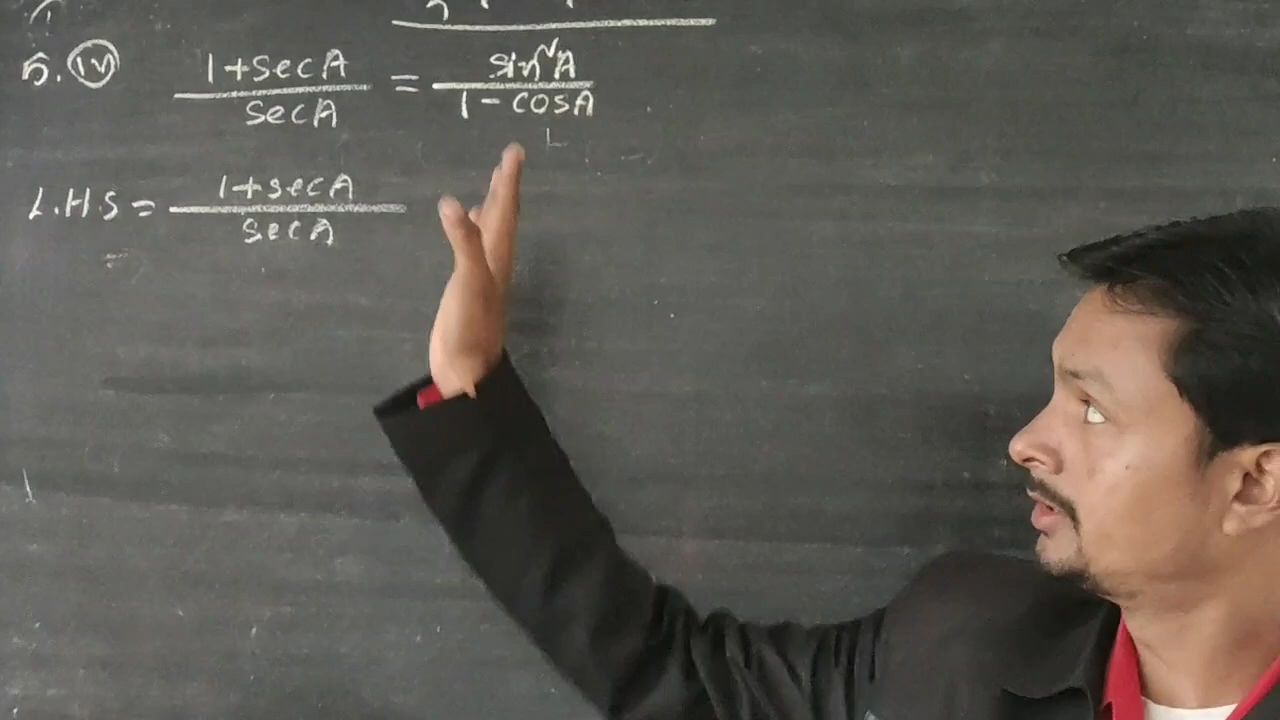 5. (iv) (1+secA)/(secA) = (sin²A)/(1-cosA)
L.H.S = (1+secA)/(secA)
=